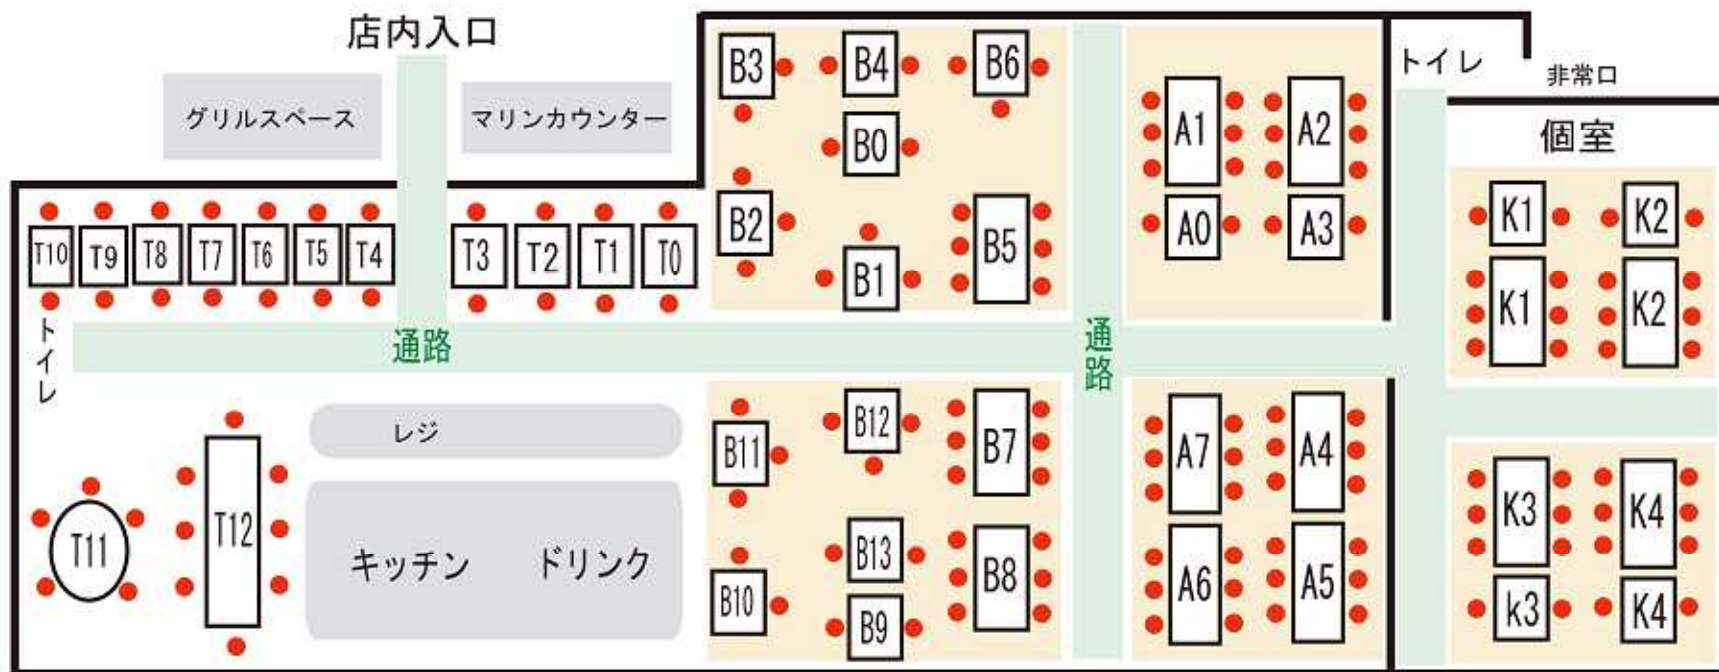 店内入口
グリルスペース
マリンカウンター
B3
B4
B6
B0
B2
B1
B5
A1
A2
A0
A3
トイレ
非常口
個室
K1
K2
K1
K2
T10
T9
T8
T7
T6
T5
T4
T3
T2
T1
T0
トイレ
通路
通路
レジ
キッチン
ドリンク
T11
T12
B11
B12
B7
B10
B13
B9
B8
A7
A4
A6
A5
K3
K4
k3
K4